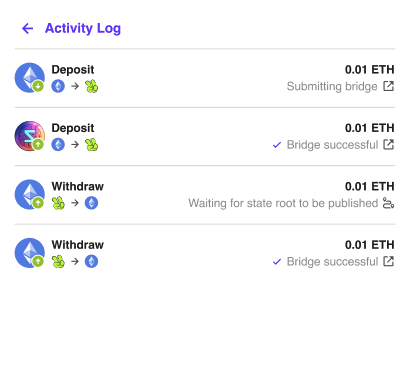 Activity Log
Deposit 0.01 ETH
Submitting bridge
Deposit 0.01 ETH
Bridge successful
Withdraw 0.01 ETH
Waiting for state root to be published
Withdraw 0.01 ETH
Bridge successful